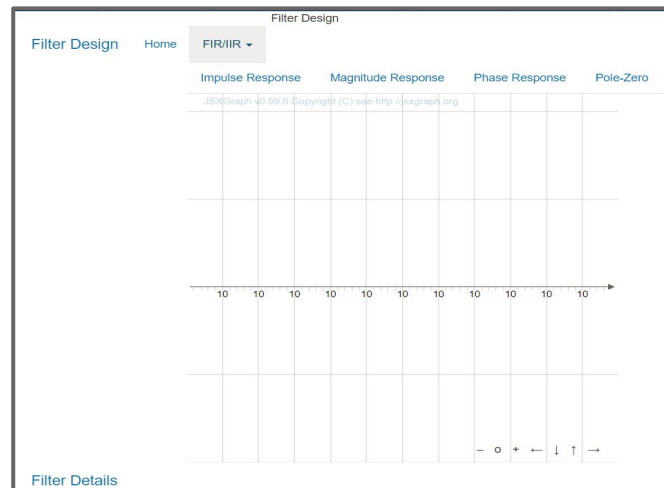 Filter Design
Filter Design Home FIR/IIR
Impulse Response Magnitude Response Phase Response Pole-Zero
JSXGraph v0.99.6 Copyright (C) see http://jsxgraph.org
10 10 10 10 10 10 10 10 10 10 10
– o + ← ↓ ↑ →
Filter Details